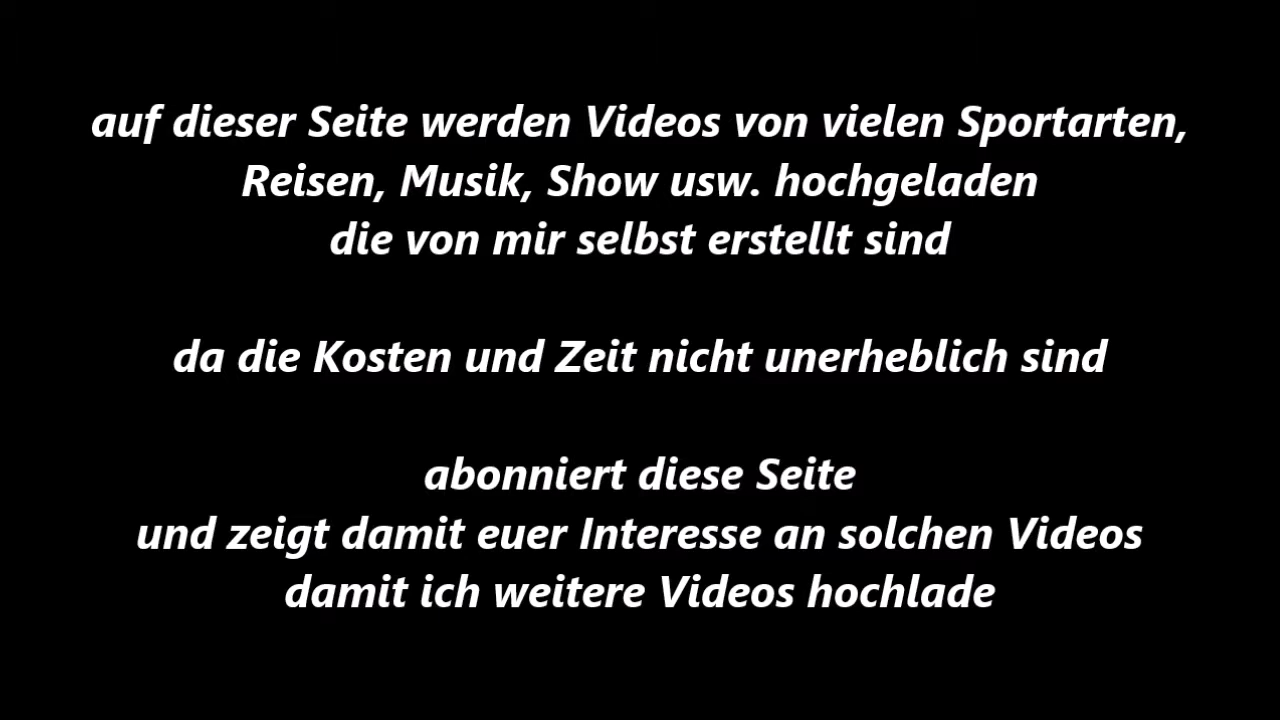 auf dieser Seite werden Videos von vielen Sportarten,
Reisen, Musik, Show usw. hochgeladen
die von mir selbst erstellt sind
da die Kosten und Zeit nicht unerheblich sind
abonniert diese Seite
und zeigt damit euer Interesse an solchen Videos
damit ich weitere Videos hochlade